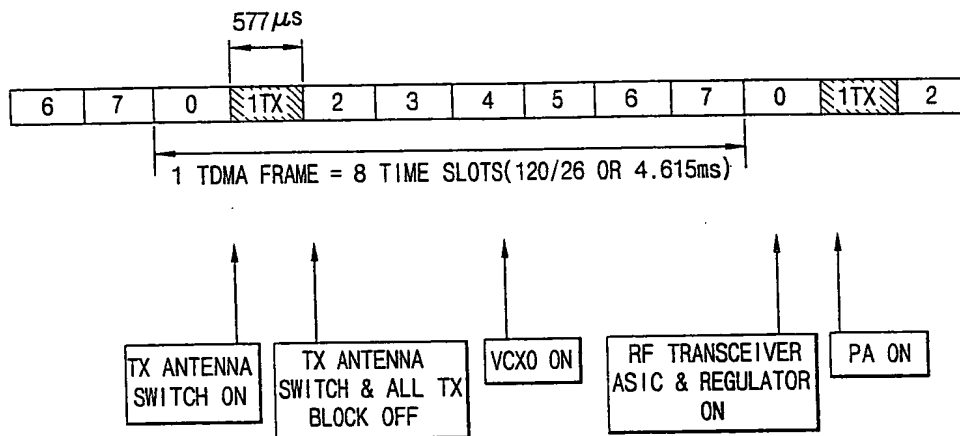 577μs
6 7 0 1TX 2 3 4 5 6 7 0 1TX 2
1 TDMA FRAME = 8 TIME SLOTS(120/26 OR 4.615ms)
TX ANTENNA
SWITCH ON
TX ANTENNA
SWITCH & ALL TX
BLOCK OFF
VCXO ON
RF TRANSCEIVER
ASIC & REGULATOR
ON
PA ON